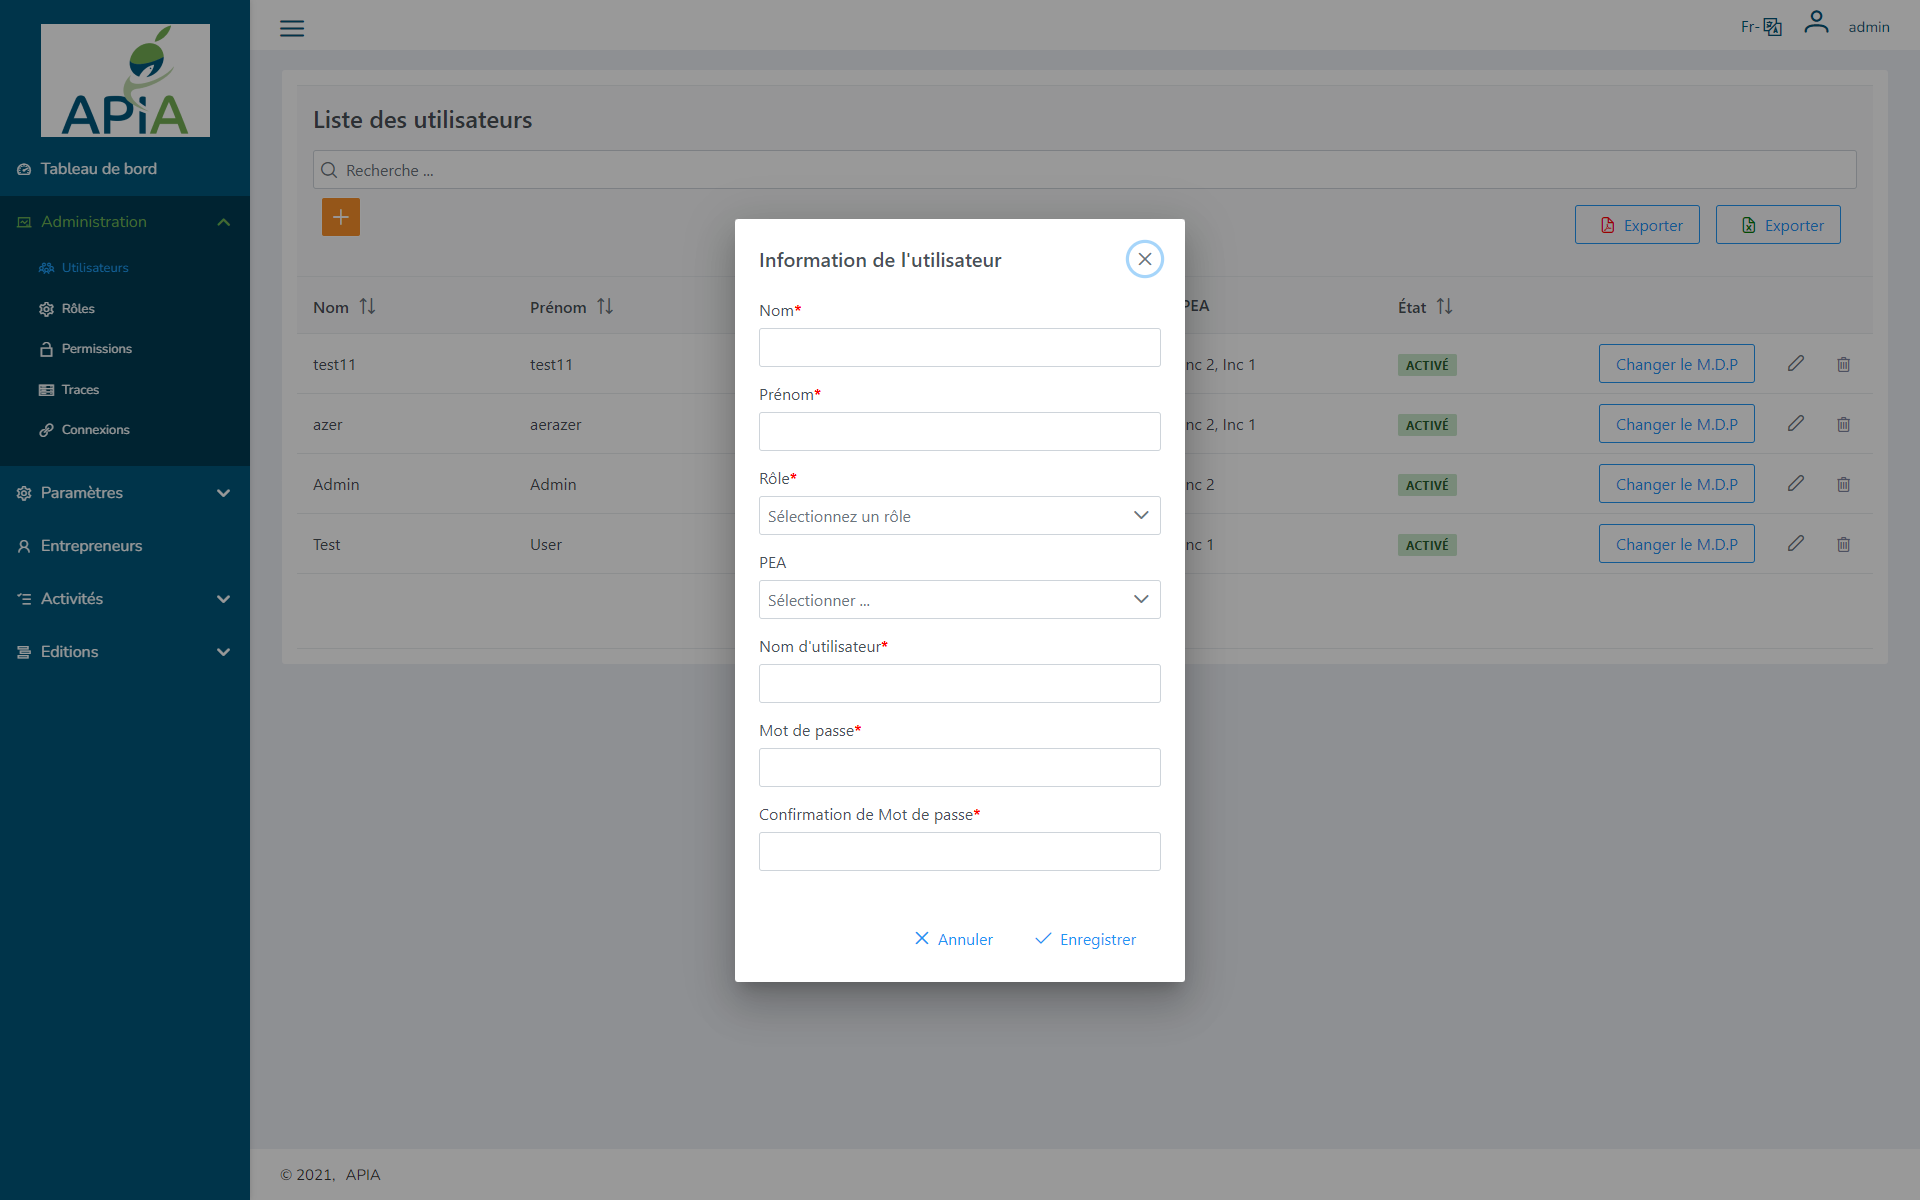 APIA
Tableau de bord
Administration
Utilisateurs
Rôles
Permissions
Traces
Connexions
Paramètres
Entrepreneurs
Activités
Editions
Fr-
admin
Liste des utilisateurs
Recherche ...
Exporter
Exporter
Nom
Prénom
PEA
État
test11
test11
nc 2, Inc 1
ACTIVÉ
Changer le M.D.P
azer
aerazer
nc 2, Inc 1
ACTIVÉ
Changer le M.D.P
Admin
Admin
nc 2
ACTIVÉ
Changer le M.D.P
Test
User
nc 1
ACTIVÉ
Changer le M.D.P
Information de l'utilisateur
Nom*
Prénom*
Rôle*
Sélectionnez un rôle
PEA
Sélectionner ...
Nom d'utilisateur*
Mot de passe*
Confirmation de Mot de passe*
Annuler
Enregistrer
© 2021, APIA